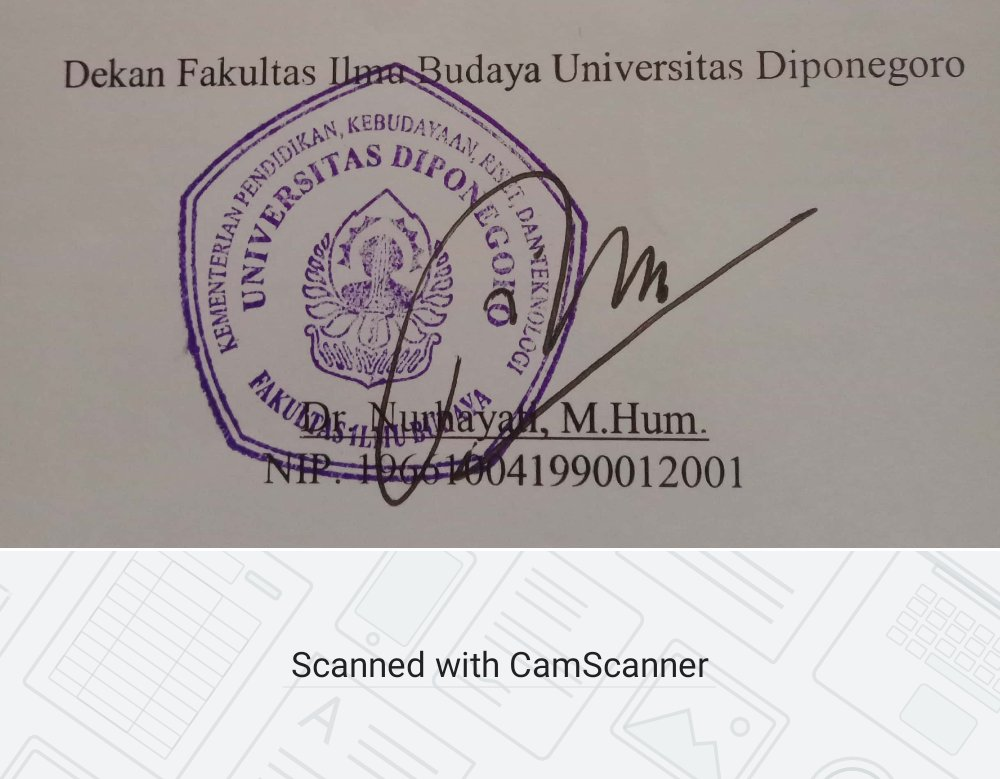 Dekan Fakultas Ilmu Budaya Universitas Diponegoro
KEMENTERIAN PENDIDIKAN, KEBUDAYAAN, RISET, DAN TEKNOLOGI
UNIVERSITAS DIPONEGORO
FAKULTAS ILMU BUDAYA
Dr. Nurhayati, M.Hum.
NIP. 196610041990012001
Scanned with CamScanner